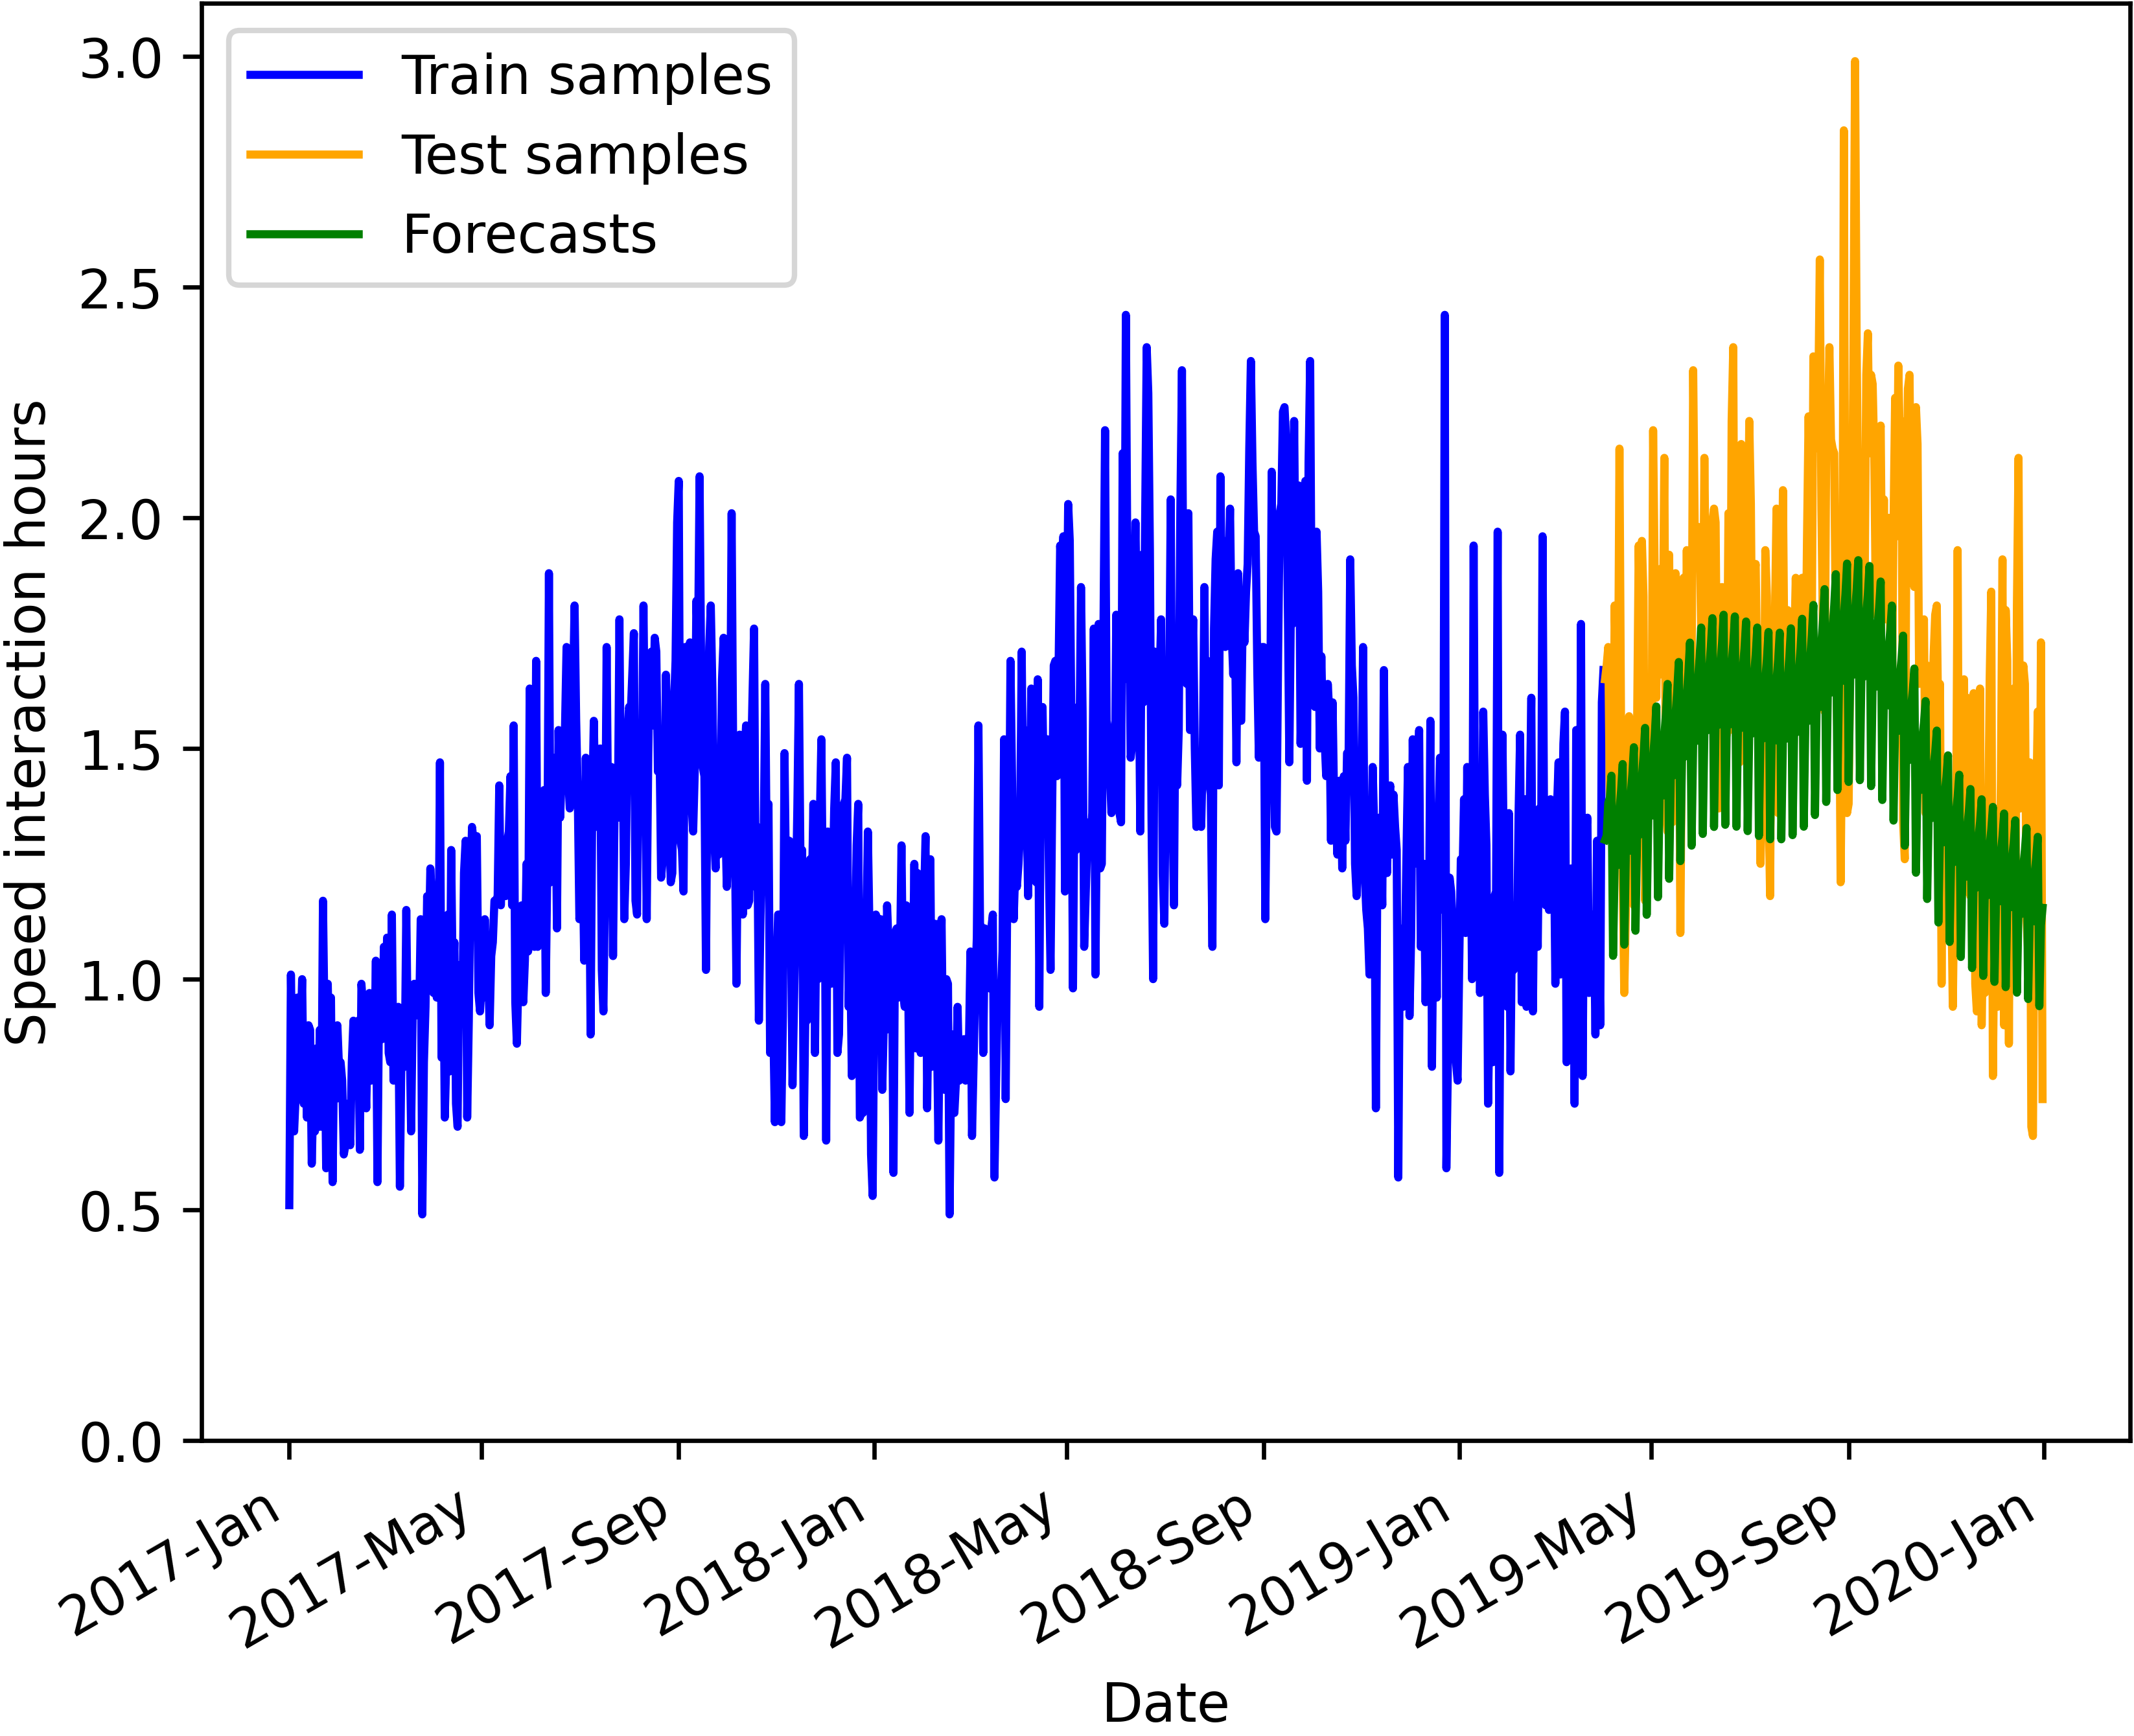 3.0
2.5
2.0
1.5
1.0
0.5
0.0
Speed interaction hours
Train samples
Test samples
Forecasts
2017-Jan
2017-May
2017-Sep
2018-Jan
2018-May
2018-Sep
2019-Jan
2019-May
2019-Sep
2020-Jan
Date